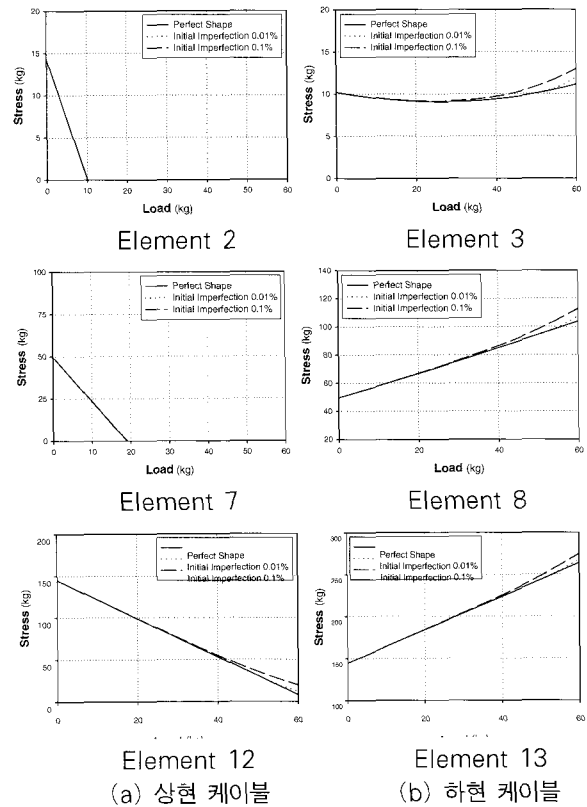 20
15
10
5
0
Stress (kg)
Perfect Shape
Initial Imperfection 0.01%
Initial Imperfection 0.1%
0 10 20 30 40 50 60
Load (kg)
Element 2
20
15
10
5
0
Stress (kg)
Perfect Shape
Initial Imperfection 0.01%
Initial Imperfection 0.1%
0 20 40 60
Load (kg)
Element 3
100
75
50
25
0
Stress (kg)
Perfect Shape
Initial Imperfection 0.01%
Initial Imperfection 0.1%
0 10 20 30 40 50 60
Load (kg)
Element 7
140
120
100
80
60
40
20
Stress (kg)
Perfect Shape
Initial Imperfection 0.01%
Initial Imperfection 0.1%
0 20 40 60
Load (kg)
Element 8
200
150
100
50
0
Stress (kg)
Perfect Shape
Initial Imperfection 0.01%
Initial Imperfection 0.1%
0 20 40 60
Element 12
300
250
200
150
100
Stress (kg)
Perfect Shape
Initial Imperfection 0.01%
Initial Imperfection 0.1%
0 20 40 60
Element 13
(a) 상현 케이블
(b) 하현 케이블